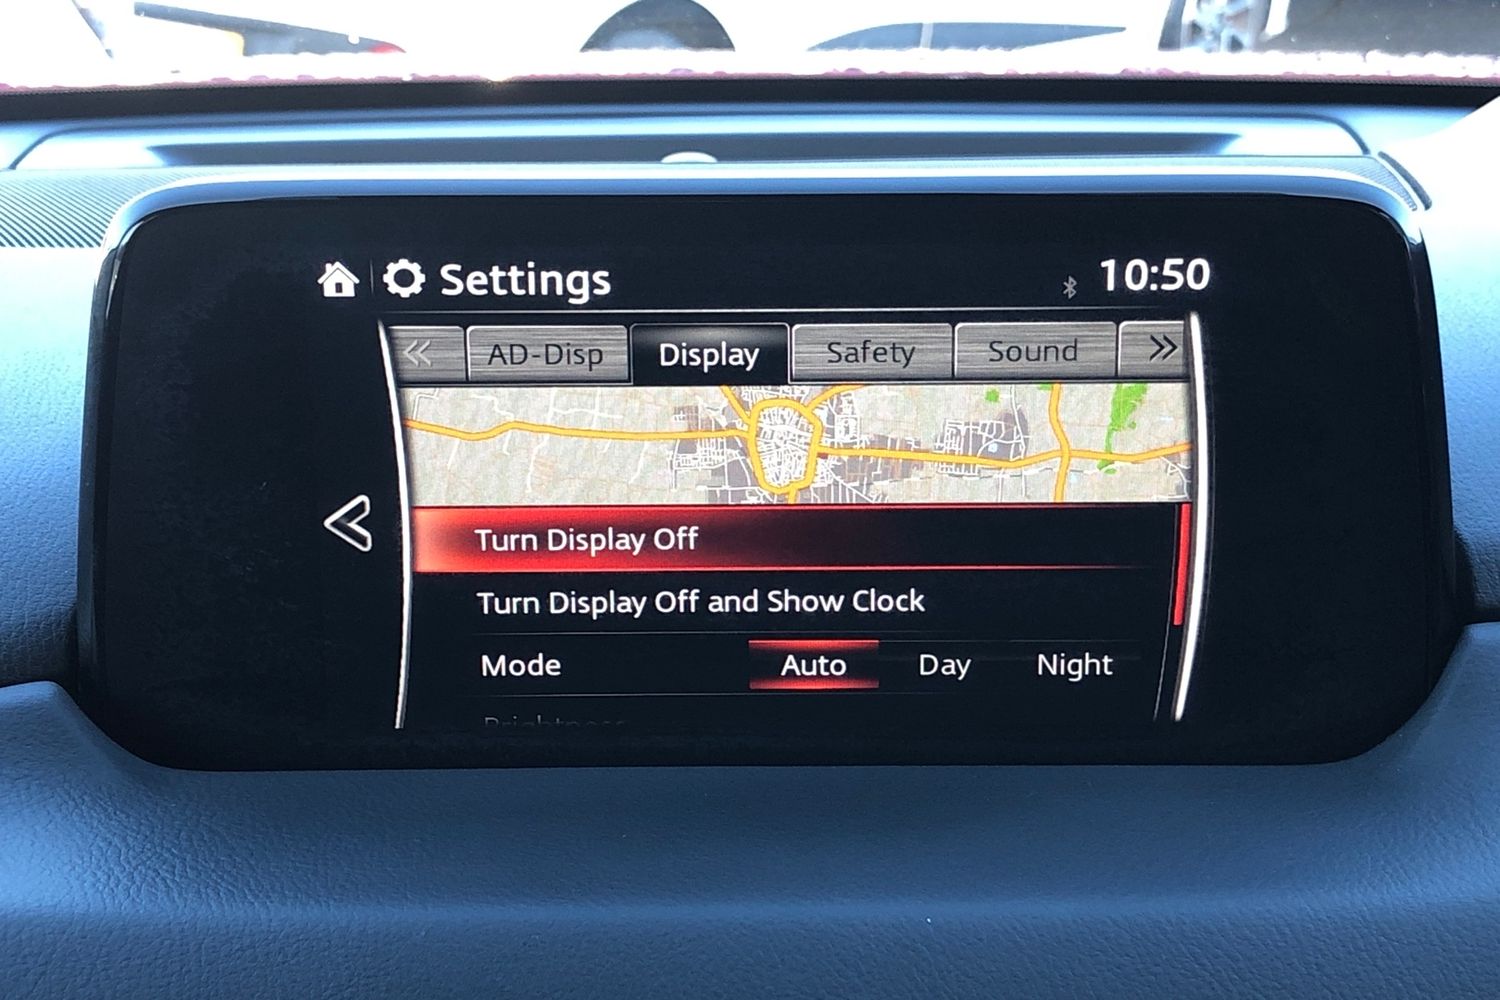 Settings 10:50
AD-Disp Display Safety Sound
Turn Display Off
Turn Display Off and Show Clock
Mode Auto Day Night
Brightness